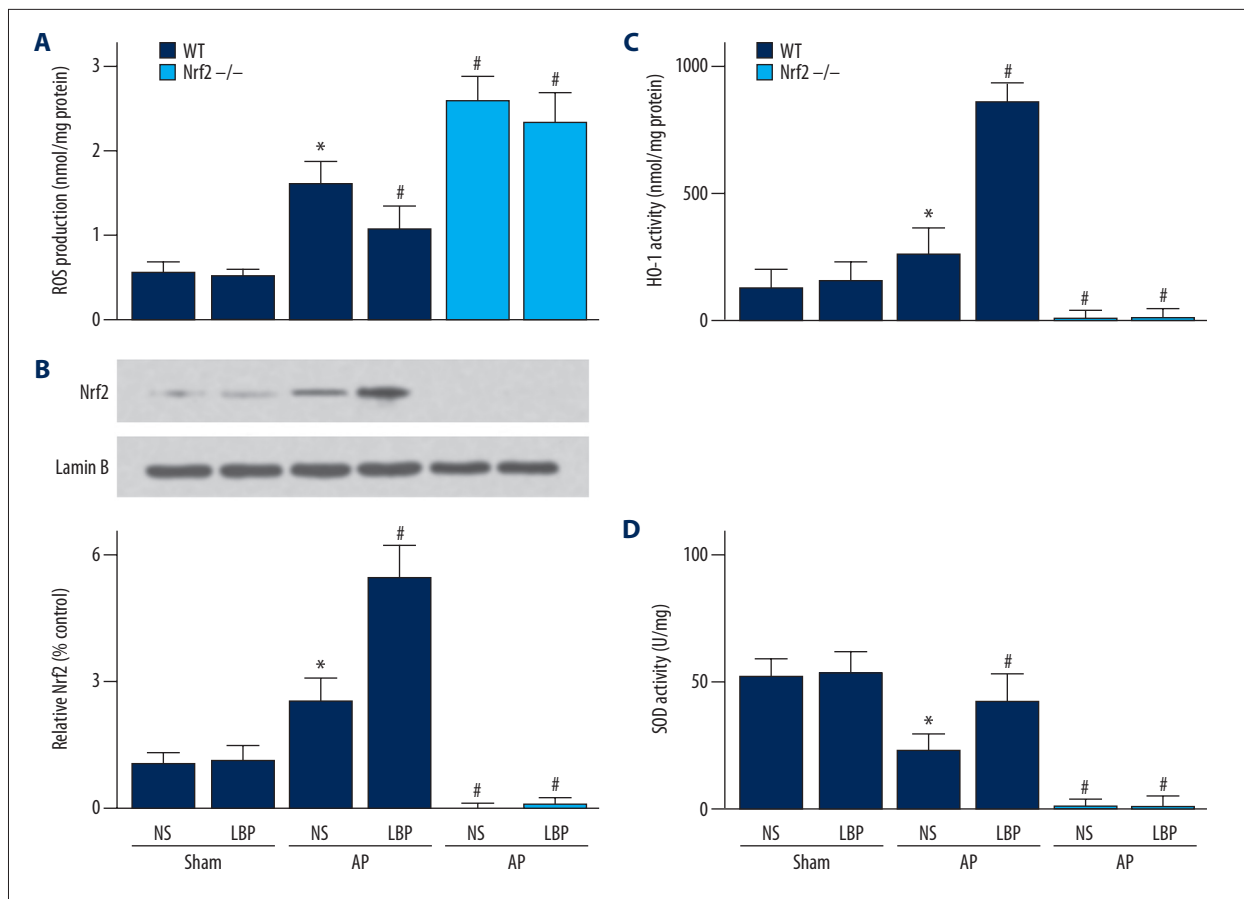 A
WT
Nrf2 –/–
ROS production (nmol/mg protein)
3
2
1
0
*
#
#
#
B
Nrf2
Lamin B
Relative Nrf2 (% control)
6
3
0
*
#
#
#
NS LBP NS LBP NS LBP
Sham AP AP
C
WT
Nrf2 –/–
HO-1 activity (nmol/mg protein)
1000
500
0
*
#
#
#
D
SOD activity (U/mg)
100
50
0
*
#
#
#
NS LBP NS LBP NS LBP
Sham AP AP